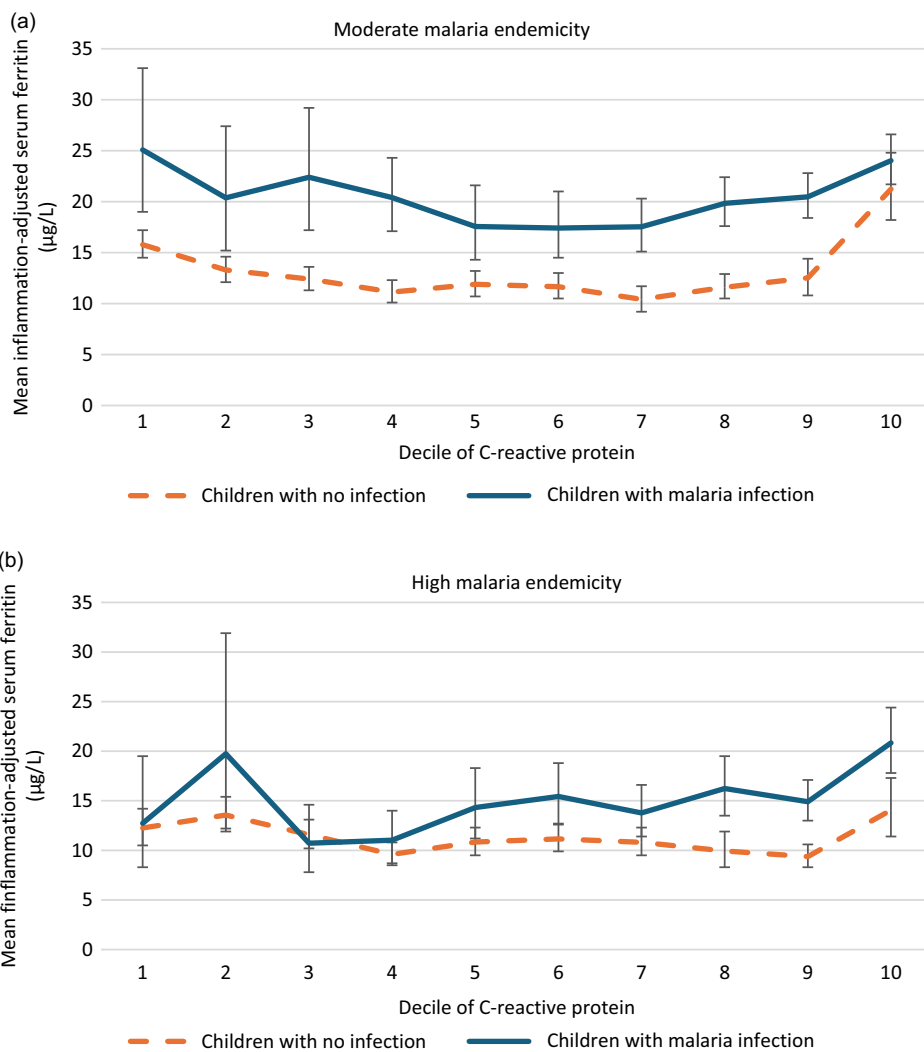 (a)
Moderate malaria endemicity
Mean inflammation-adjusted serum ferritin
(µg/L)
35
30
25
20
15
10
5
0
1 2 3 4 5 6 7 8 9 10
Decile of C-reactive protein
Children with no infection Children with malaria infection
(b)
High malaria endemicity
Mean finflammation-adjusted serum ferritin
(µg/L)
35
30
25
20
15
10
5
0
1 2 3 4 5 6 7 8 9 10
Decile of C-reactive protein
Children with no infection Children with malaria infection